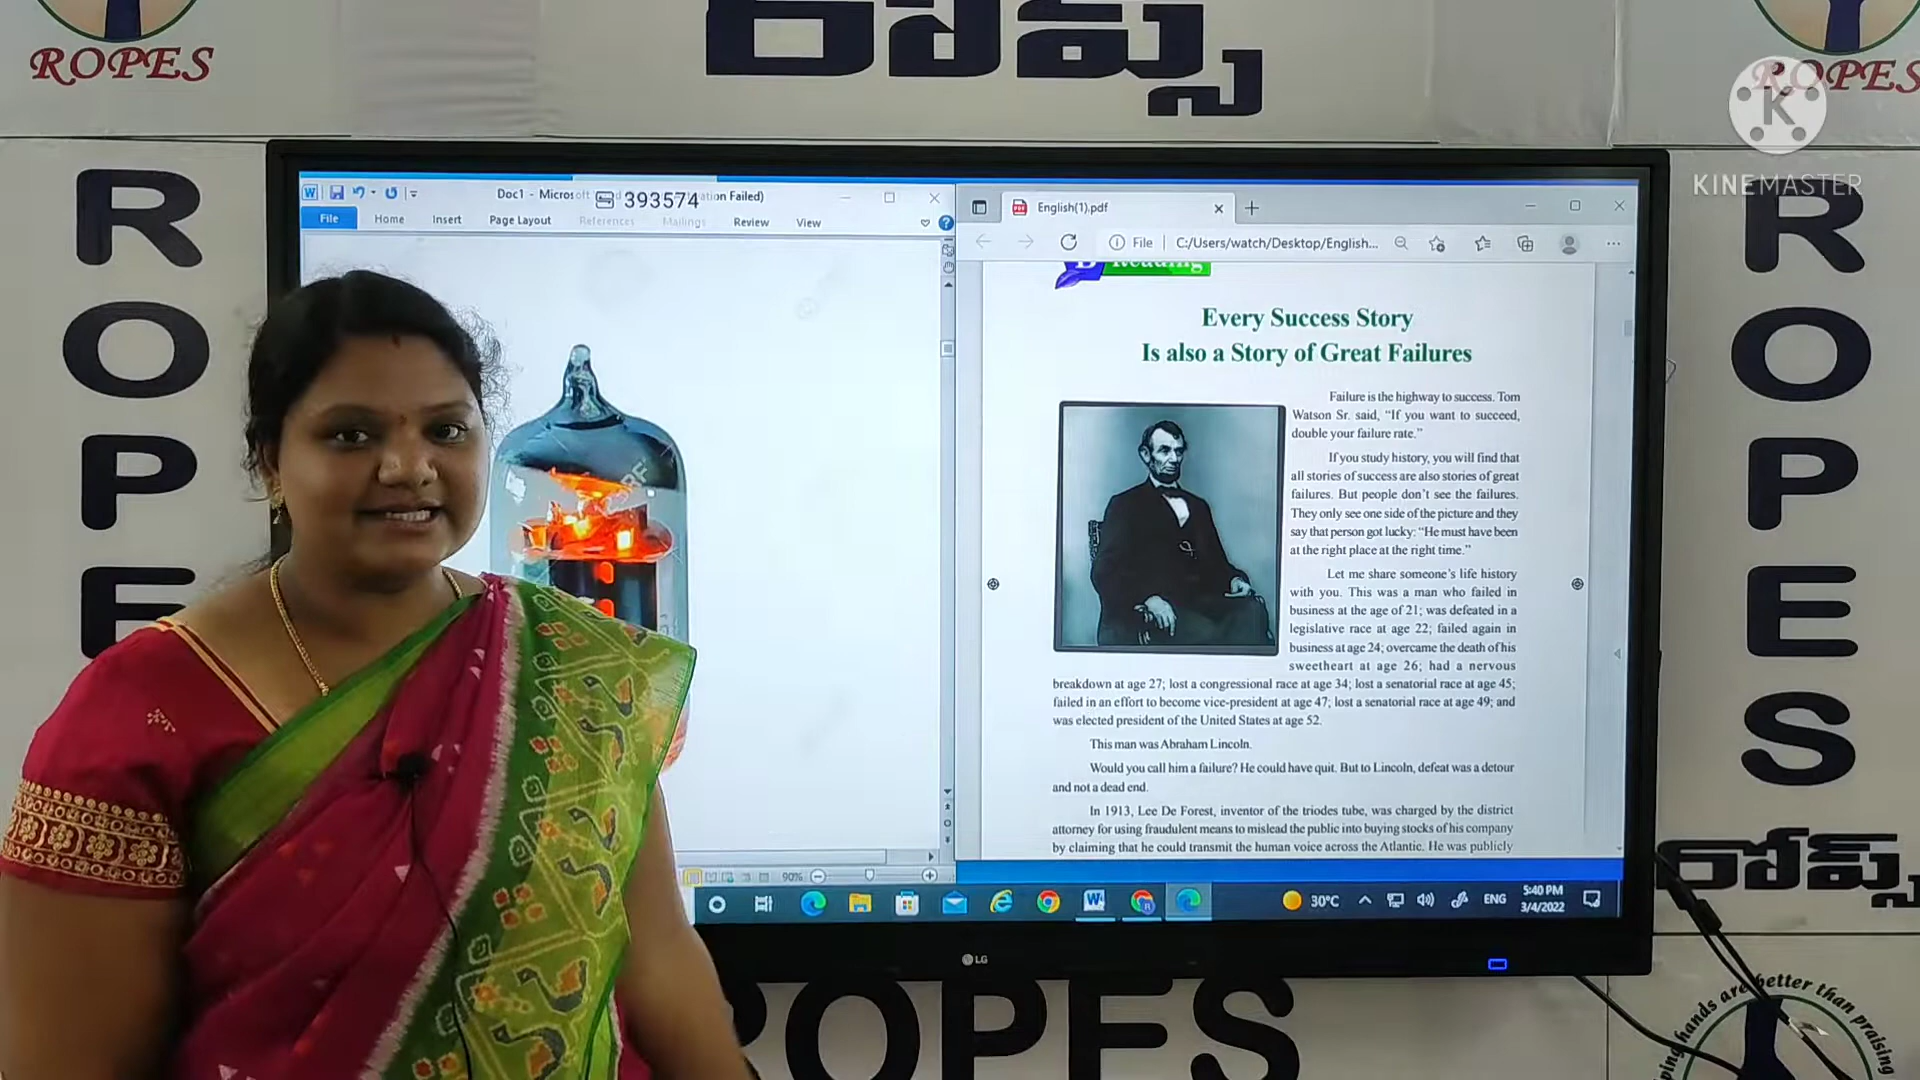 ROPES
రోప్స్
ROPES
KINEMASTER
ROPE
ROPES
రోప్స్
ROPES
Helping hands are better than praising
Doc1 - Micros
393574
ation Failed)
File Home Insert Page Layout References Mailings Review View
90%
English(1).pdf
File C:/Users/watch/Desktop/English...
B Reading
Every Success Story
Is also a Story of Great Failures
Failure is the highway to success. Tom
Watson Sr. said, “If you want to succeed,
double your failure rate.”
If you study history, you will find that
all stories of success are also stories of great
failures. But people don’t see the failures.
They only see one side of the picture and they
say that person got lucky: “He must have been
at the right place at the right time.”
Let me share someone’s life history
with you. This was a man who failed in
business at the age of 21; was defeated in a
legislative race at age 22; failed again in
business at age 24; overcame the death of his
sweetheart at age 26; had a nervous
breakdown at age 27; lost a congressional race at age 34; lost a senatorial race at age 45;
failed in an effort to become vice-president at age 47; lost a senatorial race at age 49; and
was elected president of the United States at age 52.
This man was Abraham Lincoln.
Would you call him a failure? He could have quit. But to Lincoln, defeat was a detour
and not a dead end.
In 1913, Lee De Forest, inventor of the triodes tube, was charged by the district
attorney for using fraudulent means to mislead the public into buying stocks of his company
by claiming that he could transmit the human voice across the Atlantic. He was publicly
30°C ENG 5:40 PM
3/4/2022
LG